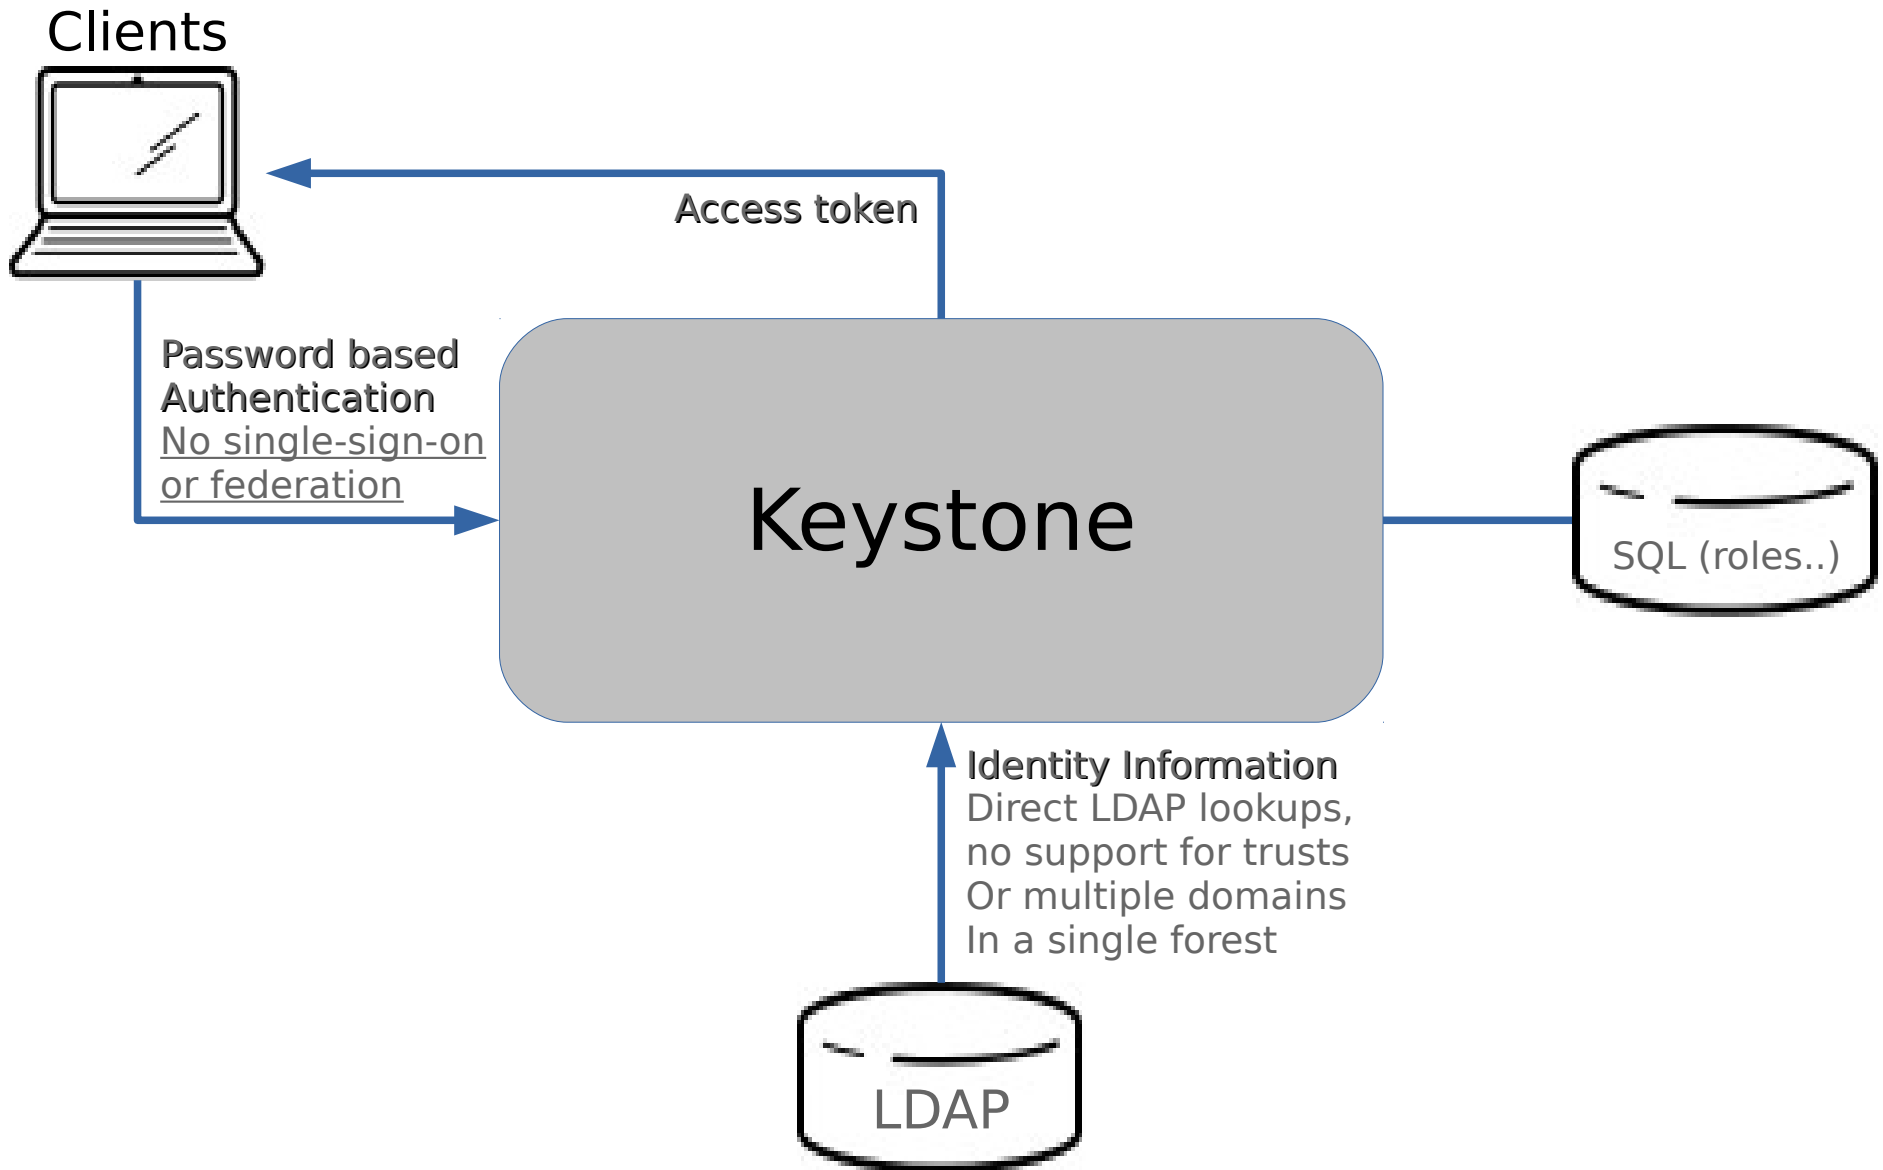 Clients
Access token
Password based
Authentication
No single-sign-on
or federation
Keystone
SQL (roles..)
Identity Information
Direct LDAP lookups,
no support for trusts
Or multiple domains
In a single forest
LDAP